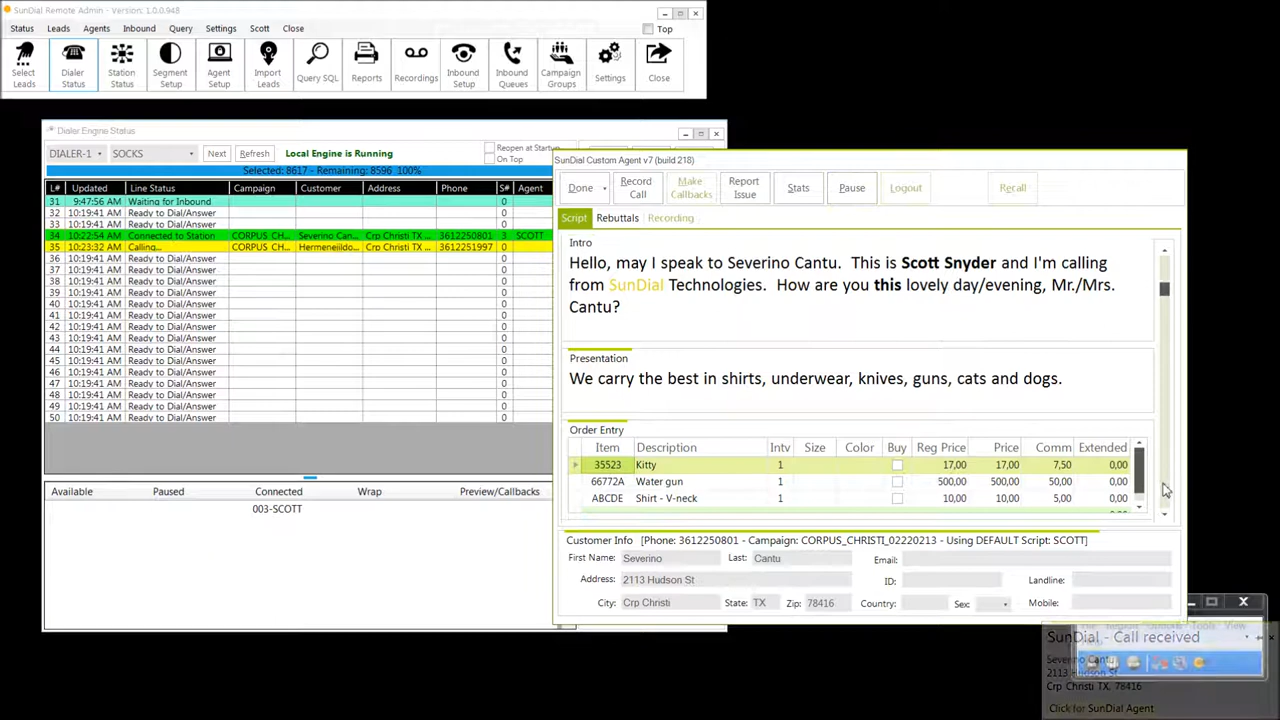 SunDial Remote Admin - Version: 1.0.0.948
Status Leads Agents Inbound Query Settings Scott Close Top
Select Leads Dialer Status Station Status Segment Setup Agent Setup Import Leads Query SQL Reports Recordings Inbound Setup Inbound Queues Campaign Groups Settings Close
Dialer Engine Status
DIALER-1 SOCKS Next Refresh Local Engine is Running Reopen at Startup
On Top
Selected: 8617 - Remaining: 8596 100%
L# Updated Line Status Campaign Customer Address Phone S# Agent
31 9:47:56 AM Waiting for Inbound 0
32 10:19:41 AM Ready to Dial/Answer 0
33 10:19:41 AM Ready to Dial/Answer 0
34 10:22:54 AM Connected to Station CORPUS_CH... Severino Can... Crp Christi TX ... 3612250801 3 SCOTT
35 10:23:32 AM Calling... CORPUS_CH... Hermeneiildo... Crp Christi TX ... 3612251997 0
36 10:19:41 AM Ready to Dial/Answer 0
37 10:19:41 AM Ready to Dial/Answer 0
38 10:19:41 AM Ready to Dial/Answer 0
39 10:19:41 AM Ready to Dial/Answer 0
40 10:19:41 AM Ready to Dial/Answer 0
41 10:19:41 AM Ready to Dial/Answer 0
42 10:19:41 AM Ready to Dial/Answer 0
43 10:19:41 AM Ready to Dial/Answer 0
44 10:19:41 AM Ready to Dial/Answer 0
45 10:19:41 AM Ready to Dial/Answer 0
46 10:19:41 AM Ready to Dial/Answer 0
47 10:19:41 AM Ready to Dial/Answer 0
48 10:19:41 AM Ready to Dial/Answer 0
49 10:19:41 AM Ready to Dial/Answer 0
50 10:19:41 AM Ready to Dial/Answer 0
Available Paused Connected Wrap Preview/Callbacks
003-SCOTT
SunDial Custom Agent v7 (build 218)
Done Record Call Make Callbacks Report Issue Stats Pause Logout Recall
Script Rebuttals Recording
Intro
Hello, may I speak to Severino Cantu. This is Scott Snyder and I'm calling
from SunDial Technologies. How are you this lovely day/evening, Mr./Mrs.
Cantu?
Presentation
We carry the best in shirts, underwear, knives, guns, cats and dogs.
Order Entry
Item Description Intv Size Color Buy Reg Price Price Comm Extended
35523 Kitty 1 17,00 17,00 7,50 0,00
66772A Water gun 1 500,00 500,00 50,00 0,00
ABCDE Shirt - V-neck 1 10,00 10,00 5,00 0,00
Customer Info [Phone: 3612250801 - Campaign: CORPUS_CHRISTI_02220213 - Using DEFAULT Script: SCOTT]
First Name: Severino Last: Cantu Email:
Address: 2113 Hudson St ID: Landline:
City: Crp Christi State: TX Zip: 78416 Country: Sex: Mobile:
SunDial - Call received
Severino Cantu
2113 Hudson St
Crp Christi TX, 78416
Click for SunDial Agent